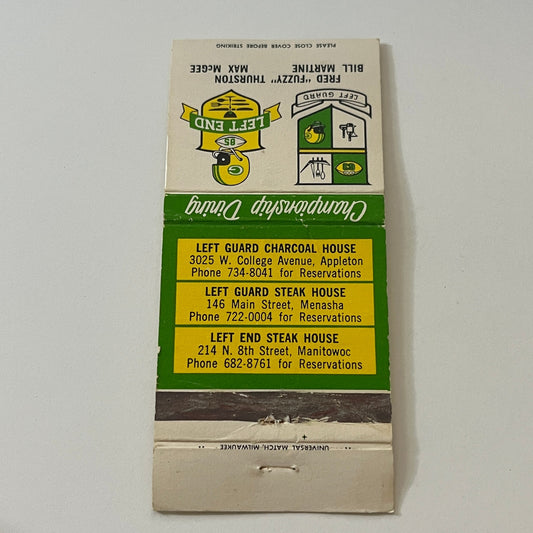 PLEASE CLOSE COVER BEFORE STRIKING
FRED "FUZZY" THURSTON
BILL MARTINE MAX McGEE
LEFT GUARD
LEFT END
85
G
Championship Dining
LEFT GUARD CHARCOAL HOUSE
3025 W. College Avenue, Appleton
Phone 734-8041 for Reservations
LEFT GUARD STEAK HOUSE
146 Main Street, Menasha
Phone 722-0004 for Reservations
LEFT END STEAK HOUSE
214 N. 8th Street, Manitowoc
Phone 682-8761 for Reservations
UNIVERSAL MATCH, MILWAUKEE